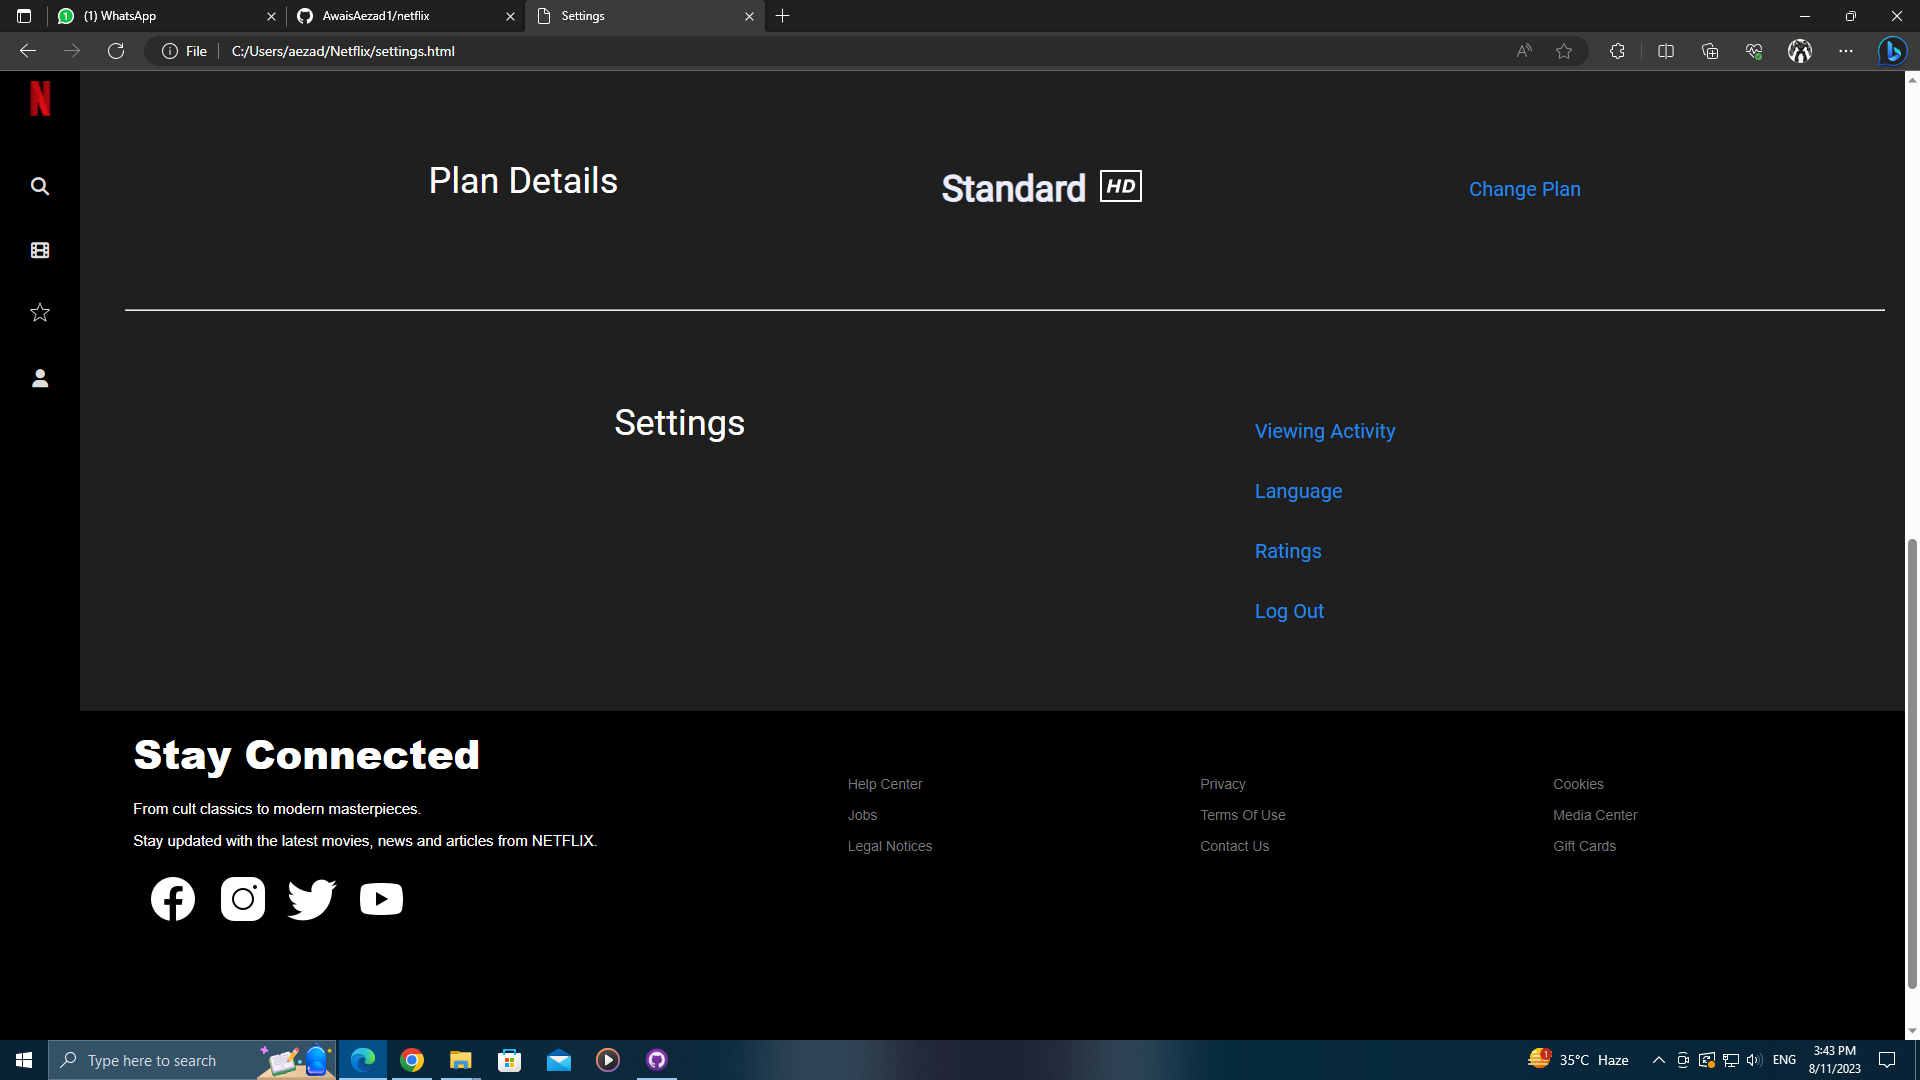 (1) WhatsApp
AwaisAezad1/netflix
Settings
File
C:/Users/aezad/Netflix/settings.html
N
Plan Details
Standard HD
Change Plan
Settings
Viewing Activity
Language
Ratings
Log Out
Stay Connected
From cult classics to modern masterpieces.
Stay updated with the latest movies, news and articles from NETFLIX.
Help Center
Jobs
Legal Notices
Privacy
Terms Of Use
Contact Us
Cookies
Media Center
Gift Cards
Type here to search
1
35°C Haze
ENG
3:43 PM
8/11/2023